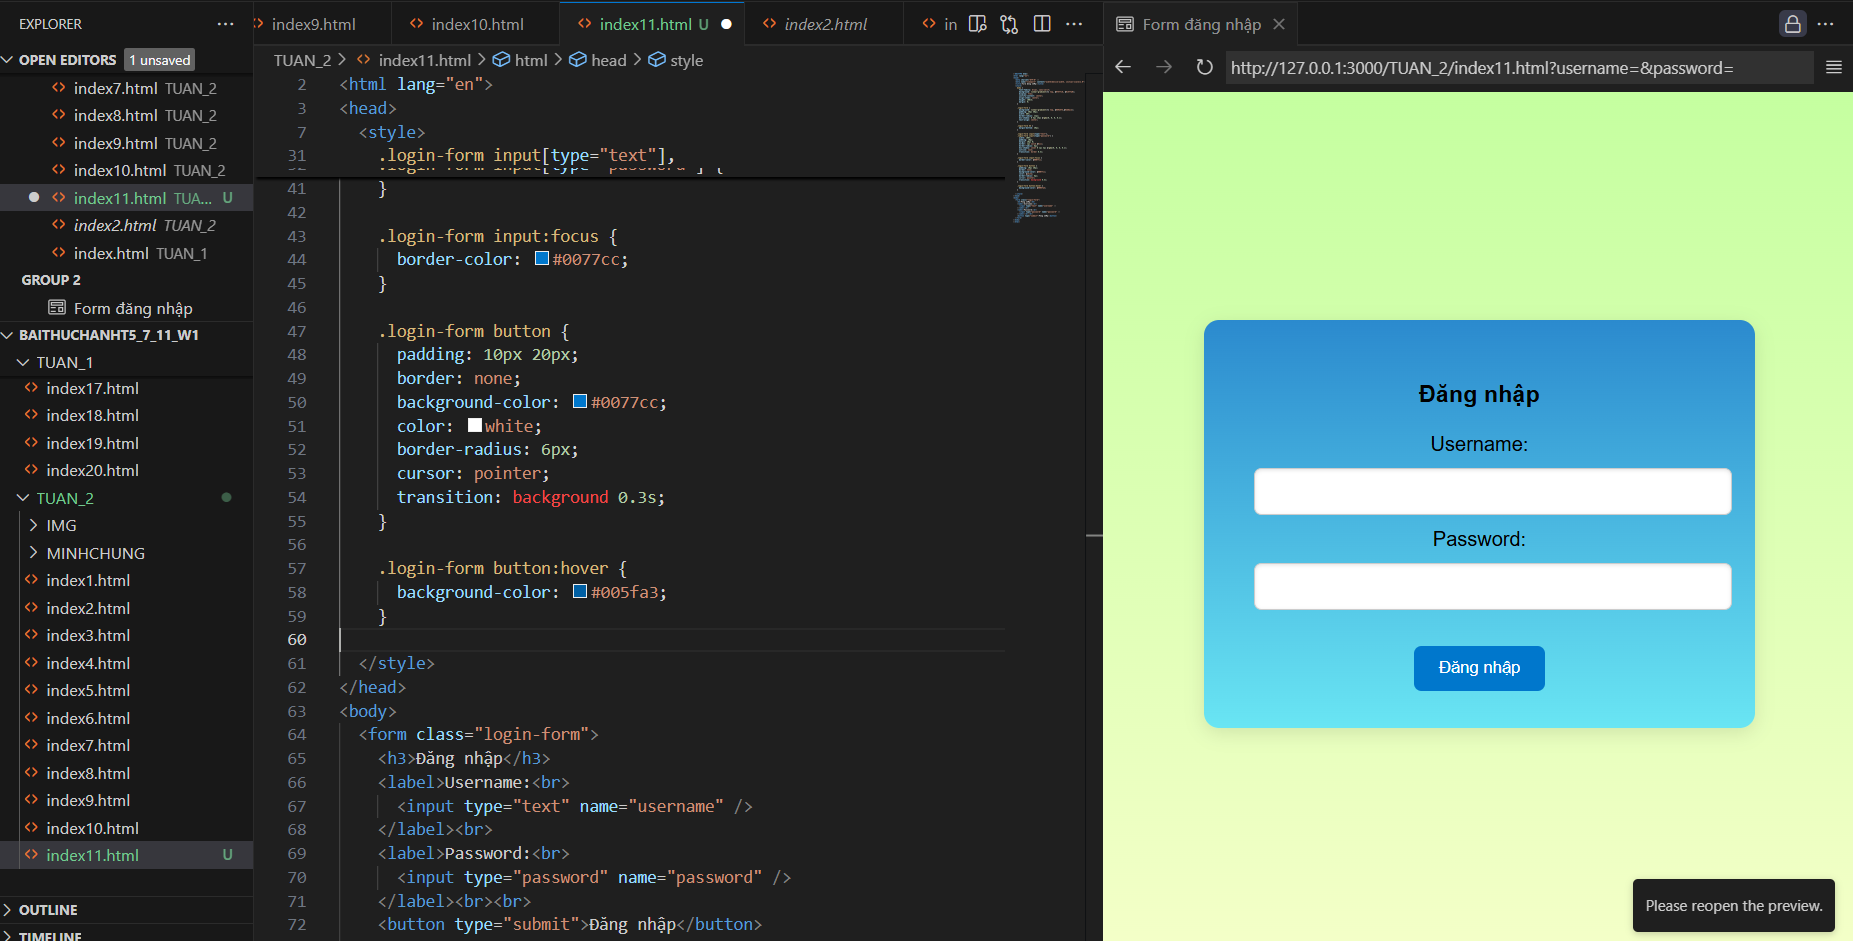 EXPLORER
OPEN EDITORS 1 unsaved
index7.html TUAN_2
index8.html TUAN_2
index9.html TUAN_2
index10.html TUAN_2
index11.html TUA... U
index2.html TUAN_2
index.html TUAN_1
GROUP 2
Form đăng nhập
BAITHUCHANHT5_7_11_W1
TUAN_1
index17.html
index18.html
index19.html
index20.html
TUAN_2
IMG
MINHCHUNG
index1.html
index2.html
index3.html
index4.html
index5.html
index6.html
index7.html
index8.html
index9.html
index10.html
index11.html U
OUTLINE
TIMELINE
index9.html index10.html index11.html U index2.html in
TUAN_2 > index11.html > html > head > style
2 <html lang="en">
3 <head>
7 <style>
31 .login-form input[type="text"],
32 .login-form input[type="password"] {
41 }
42
43 .login-form input:focus {
44 border-color: #0077cc;
45 }
46
47 .login-form button {
48 padding: 10px 20px;
49 border: none;
50 background-color: #0077cc;
51 color: white;
52 border-radius: 6px;
53 cursor: pointer;
54 transition: background 0.3s;
55 }
56
57 .login-form button:hover {
58 background-color: #005fa3;
59 }
60
61 </style>
62 </head>
63 <body>
64 <form class="login-form">
65 <h3>Đăng nhập</h3>
66 <label>Username:<br>
67 <input type="text" name="username" />
68 </label><br>
69 <label>Password:<br>
70 <input type="password" name="password" />
71 </label><br><br>
72 <button type="submit">Đăng nhập</button>
Form đăng nhập
http://127.0.0.1:3000/TUAN_2/index11.html?username=&password=
Đăng nhập
Username:
Password:
Đăng nhập
Please reopen the preview.